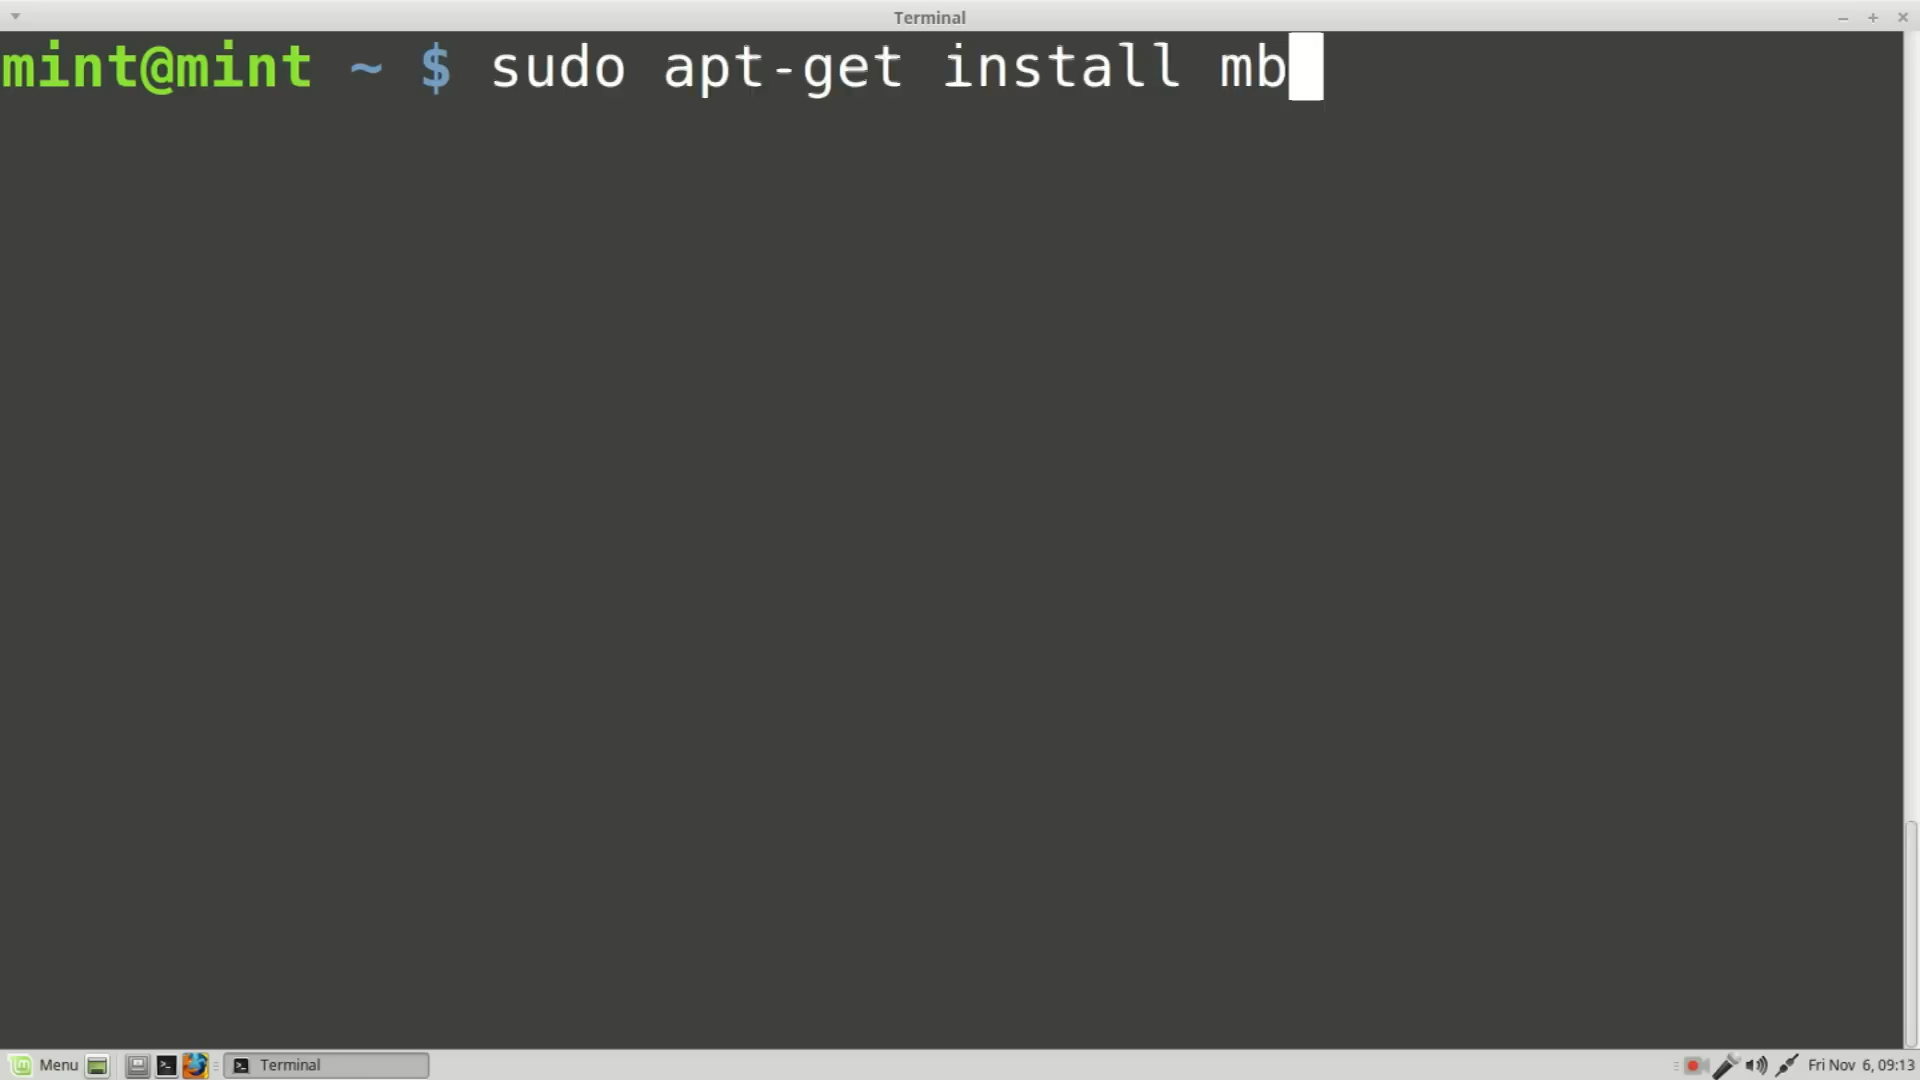 Terminal
mint@mint ~ $ sudo apt-get install mb
Menu
Terminal
Fri Nov 6, 09:13